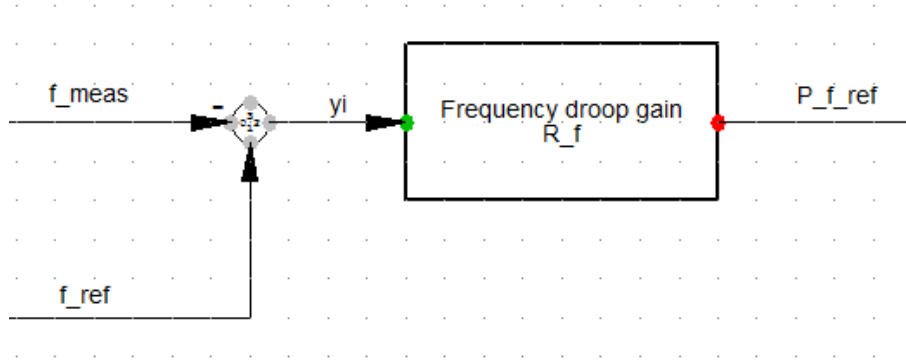 f_meas
-
yi
Frequency droop gain
R_f
P_f_ref
f_ref